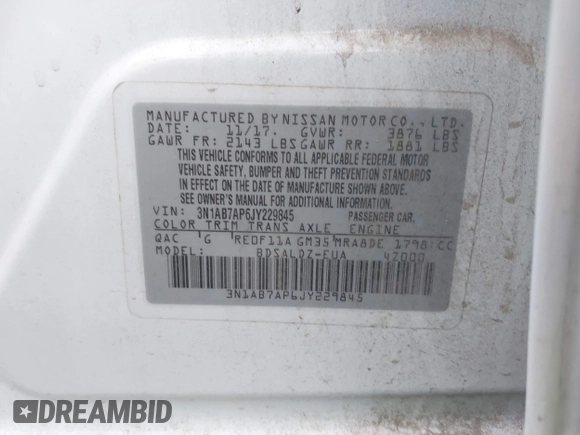 MANUFACTURED BY NISSAN MOTOR CO., LTD.
DATE: 11/17. GVWR: 3876 LBS
GAWR FR: 2143 LBS GAWR RR: 1881 LBS
THIS VEHICLE CONFORMS TO ALL APPLICABLE FEDERAL MOTOR
VEHICLE SAFETY, BUMPER AND THEFT PREVENTION STANDARDS
IN EFFECT ON THE DATE OF MANUFACTURE SHOWN ABOVE.
SEE OWNER'S MANUAL FOR ADDITIONAL INFORMATION.
VIN: 3N1AB7AP6JY229845 PASSENGER CAR.
COLOR TRIM TRANS AXLE ENGINE
QAC G RE0F11A GM35 MRA8DE 1798 CC
MODEL: BDSALDZ-EUA 4Z000
3N1AB7AP6JY229845
DREAMBID